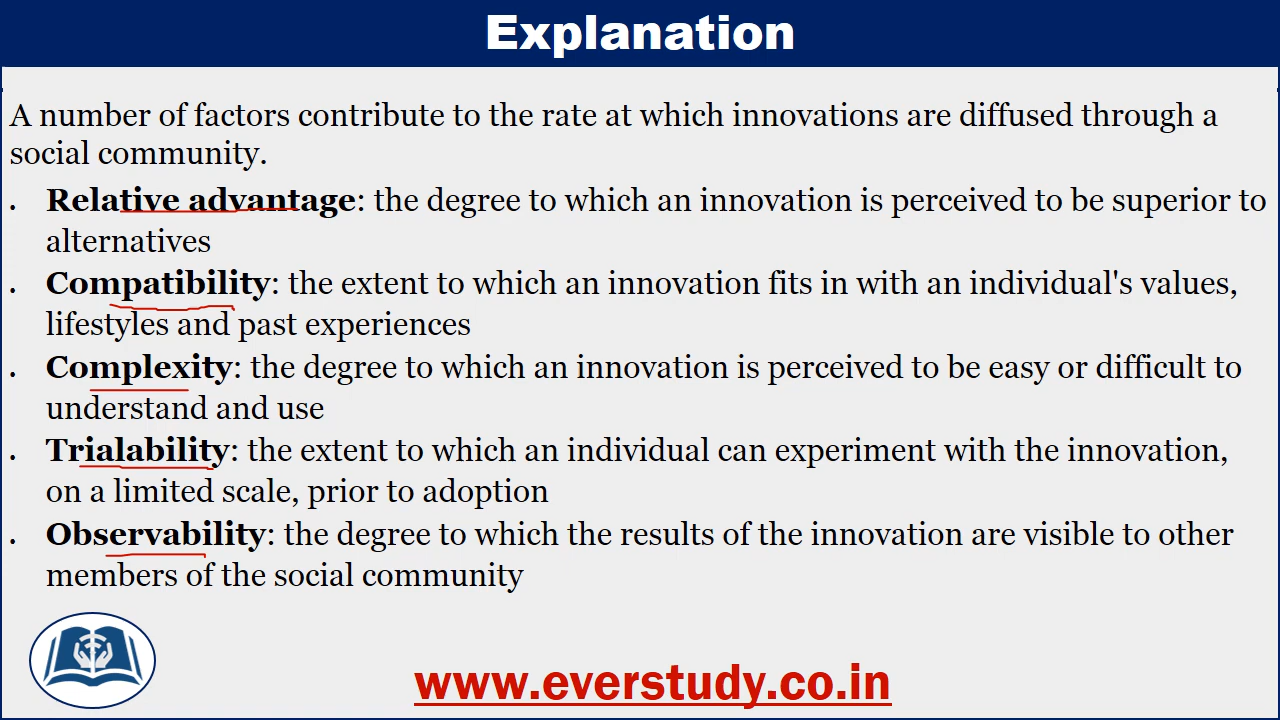 Explanation
A number of factors contribute to the rate at which innovations are diffused through a
social community.
. Relative advantage: the degree to which an innovation is perceived to be superior to
alternatives
. Compatibility: the extent to which an innovation fits in with an individual's values,
lifestyles and past experiences
. Complexity: the degree to which an innovation is perceived to be easy or difficult to
understand and use
. Trialability: the extent to which an individual can experiment with the innovation,
on a limited scale, prior to adoption
. Observability: the degree to which the results of the innovation are visible to other
members of the social community
www.everstudy.co.in